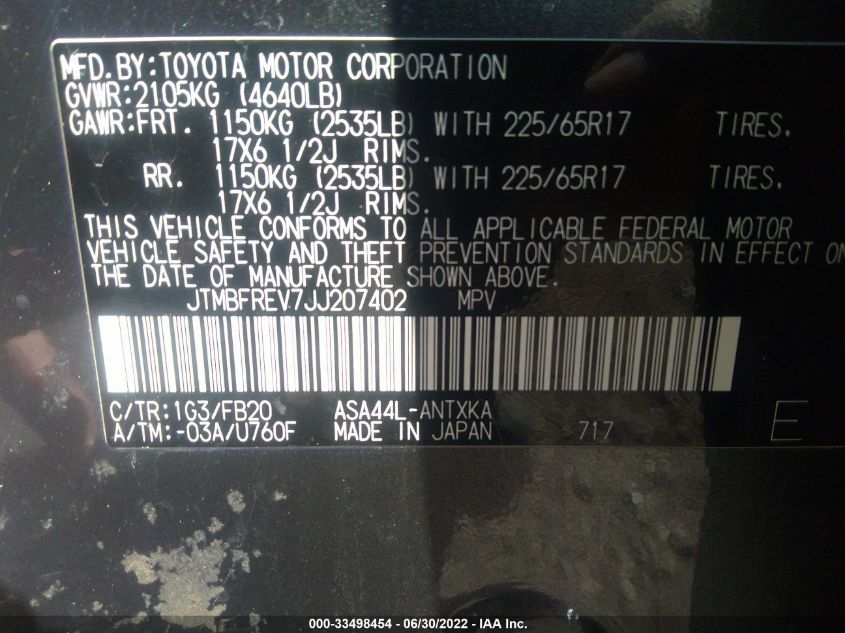 MFD.BY:TOYOTA MOTOR CORPORATION
GVWR:2105KG (4640LB)
GAWR:FRT. 1150KG (2535LB) WITH 225/65R17 TIRES.
17X6 1/2J RIMS.
RR. 1150KG (2535LB) WITH 225/65R17 TIRES.
17X6 1/2J RIMS.
THIS VEHICLE CONFORMS TO ALL APPLICABLE FEDERAL MOTOR
VEHICLE SAFETY AND THEFT PREVENTION STANDARDS IN EFFECT ON
THE DATE OF MANUFACTURE SHOWN ABOVE.
JTMBFREV7JJ207402 MPV
C/TR:1G3/FB20 ASA44L-ANTXKA
A/TM:-03A/U760F MADE IN JAPAN 717 E
000-33498454 - 06/30/2022 - IAA Inc.